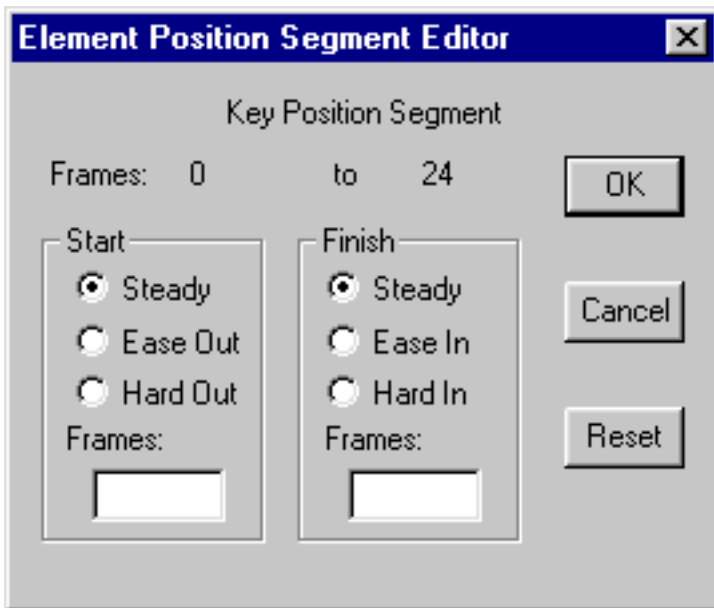 Element Position Segment Editor
Key Position Segment
Frames: 0 to 24
OK
Start
Steady
Ease Out
Hard Out
Frames:
Finish
Steady
Ease In
Hard In
Frames:
Cancel
Reset